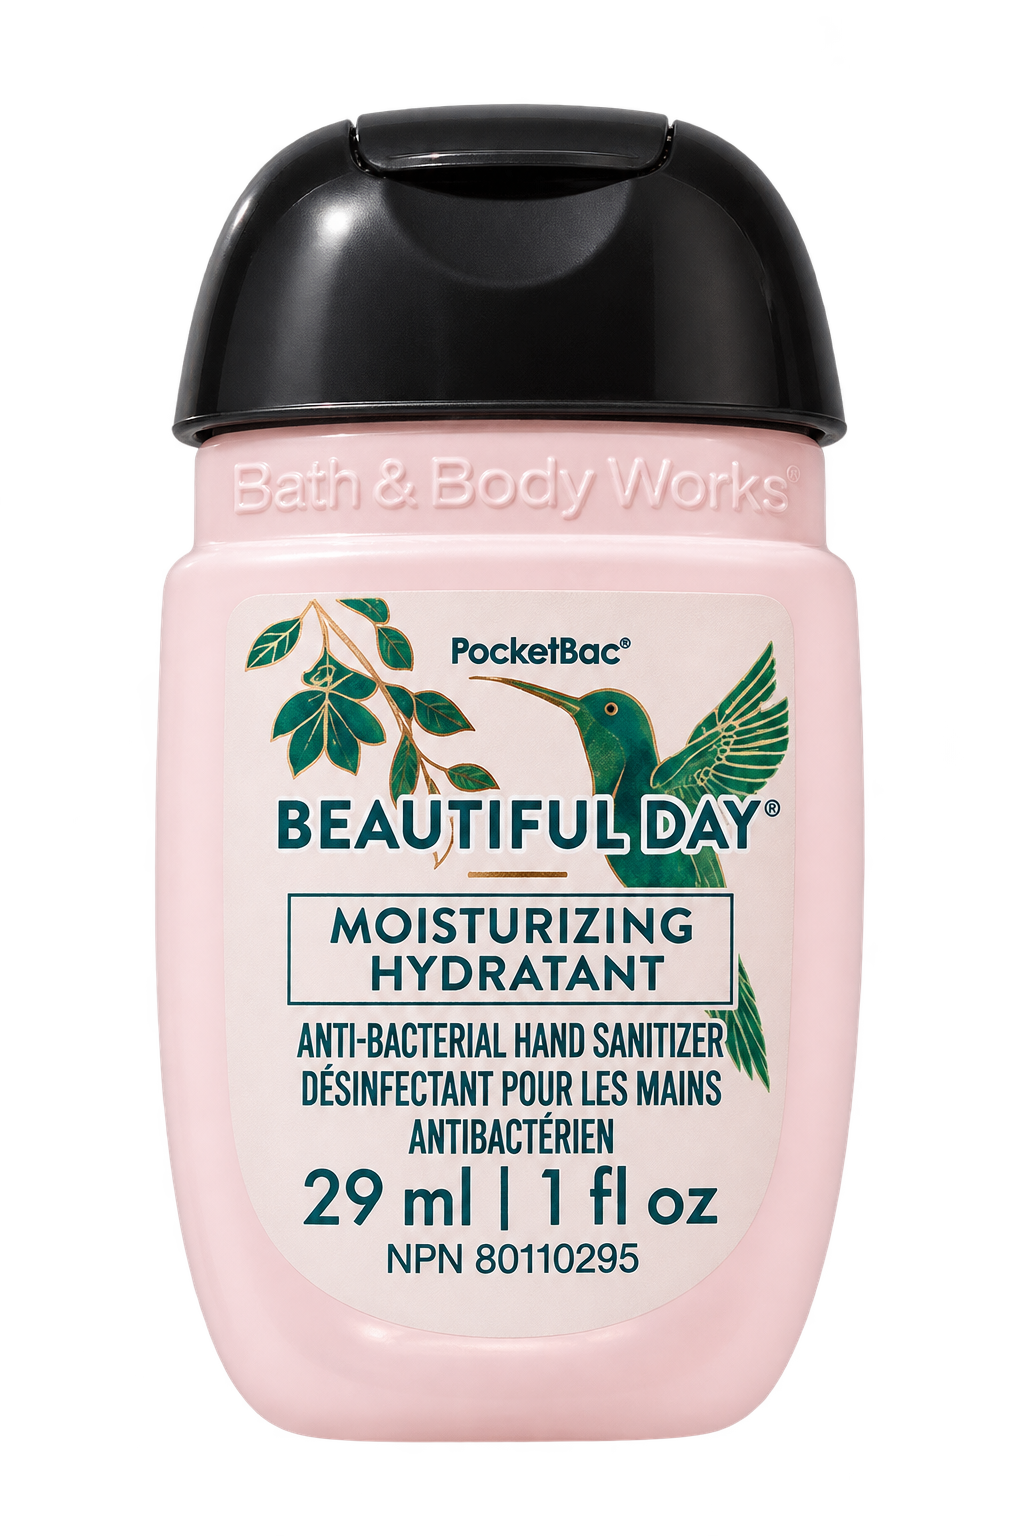 Bath & Body Works®
PocketBac®
BEAUTIFUL DAY®
MOISTURIZING
HYDRATANT
ANTI-BACTERIAL HAND SANITIZER
DÉSINFECTANT POUR LES MAINS
ANTIBACTÉRIEN
29 ml | 1 fl oz
NPN 80110295